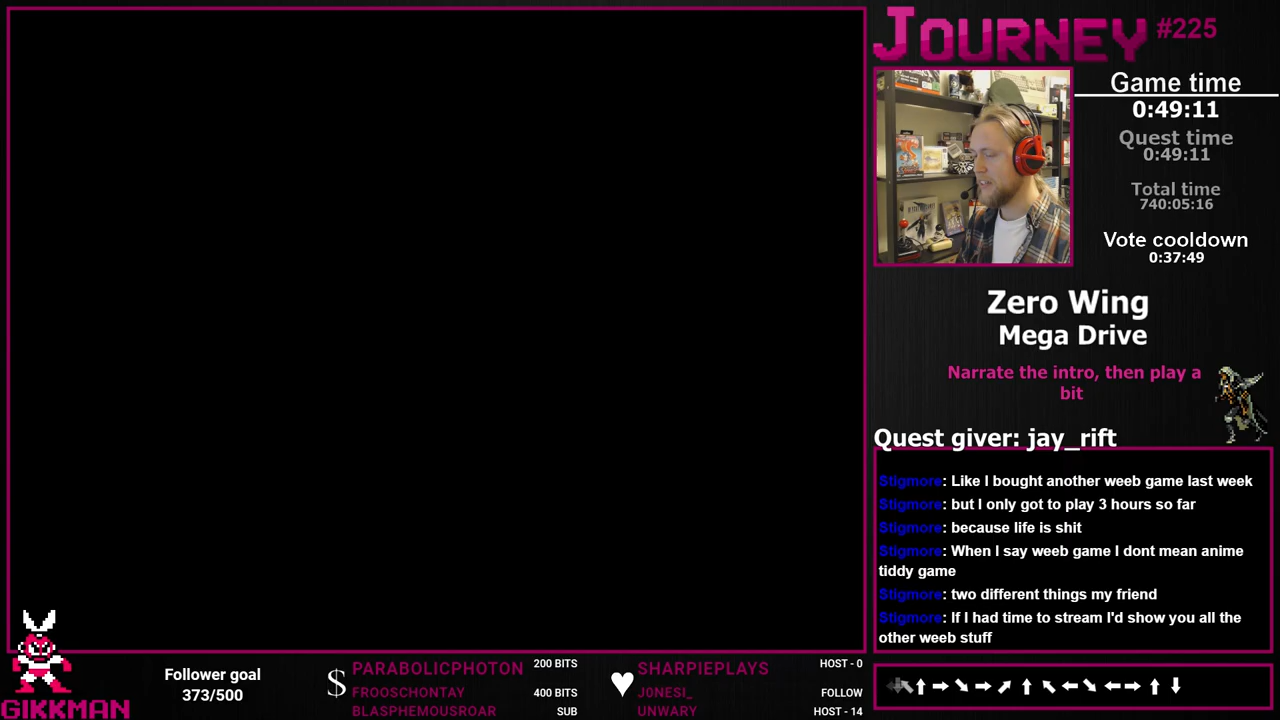 JOURNEY #225
Game time
0:49:11
Quest time
0:49:11
Total time
740:05:16
Vote cooldown
0:37:49
Zero Wing
Mega Drive
Narrate the intro, then play a
bit
Quest giver: jay_rift
Stigmore: Like I bought another weeb game last week
Stigmore: but I only got to play 3 hours so far
Stigmore: because life is shit
Stigmore: When I say weeb game I dont mean anime
tiddy game
Stigmore: two different things my friend
Stigmore: If I had time to stream I'd show you all the
other weeb stuff
GIKKMAN
Follower goal
373/500
$ PARABOLICPHOTON 200 BITS
FROOSCHONTAY 400 BITS
BLASPHEMOUSROAR SUB
SHARPIEPLAYS HOST - 0
J0NESI_ FOLLOW
UNWARY HOST - 14